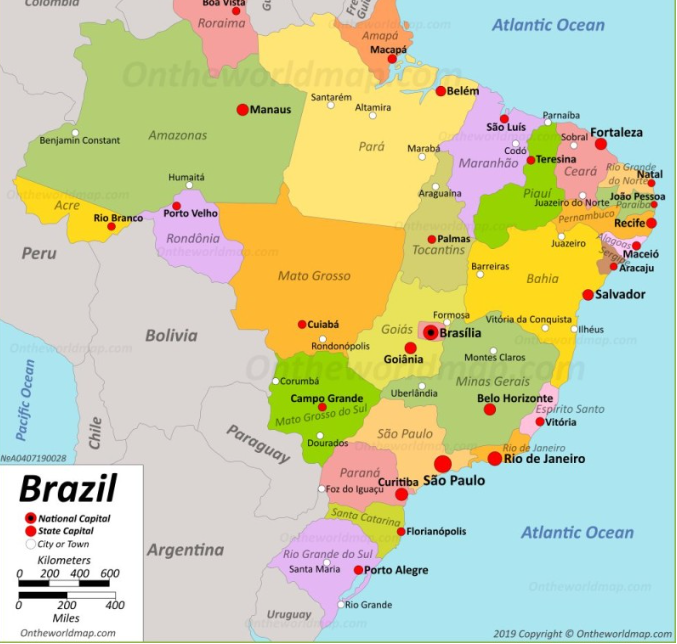 Colombia
Boa Vista
Roraima
Atlantic Ocean
Amapá
Macapá
Ontheworldmap.com
Belém
Santarém
Altamira
Manaus
Parnaíba
São Luís
Sobral
Fortaleza
Benjamin Constant
Amazonas
Pará
Marabá
Codó
Maranhão
Teresina
Ceará
Rio Grande
do Norte
Natal
Humaitá
Araguaína
Piauí
Juazeiro do Norte
João Pessoa
Paraíba
Acre
Rio Branco
Porto Velho
Pernambuco
Recife
Rondônia
Palmas
Tocantins
Juazeiro
Alagoas
Maceió
Sergipe
Aracaju
Peru
Mato Grosso
Barreiras
Bahia
Salvador
Cuiabá
Formosa
Vitória da Conquista
Goiás
Brasília
Ilhéus
Bolivia
Rondonópolis
Goiânia
Montes Claros
Ontheworldmap.com
Corumbá
Uberlândia
Minas Gerais
Campo Grande
Belo Horizonte
Mato Grosso do Sul
Espírito Santo
Vitória
Pacific Ocean
Chile
Paraguay
Dourados
São Paulo
Rio de Janeiro
Rio de Janeiro
№A0407190028
Paraná
Curitiba
São Paulo
Foz do Iguaçu
Santa Catarina
Florianópolis
Atlantic Ocean
Argentina
Rio Grande do Sul
Santa Maria
Porto Alegre
Rio Grande
Uruguay
Brazil
National Capital
State Capital
City or Town
Kilometers
0 200 400 600
0 200 400
Miles
Ontheworldmap.com
2019 Copyright © Ontheworldmap.com